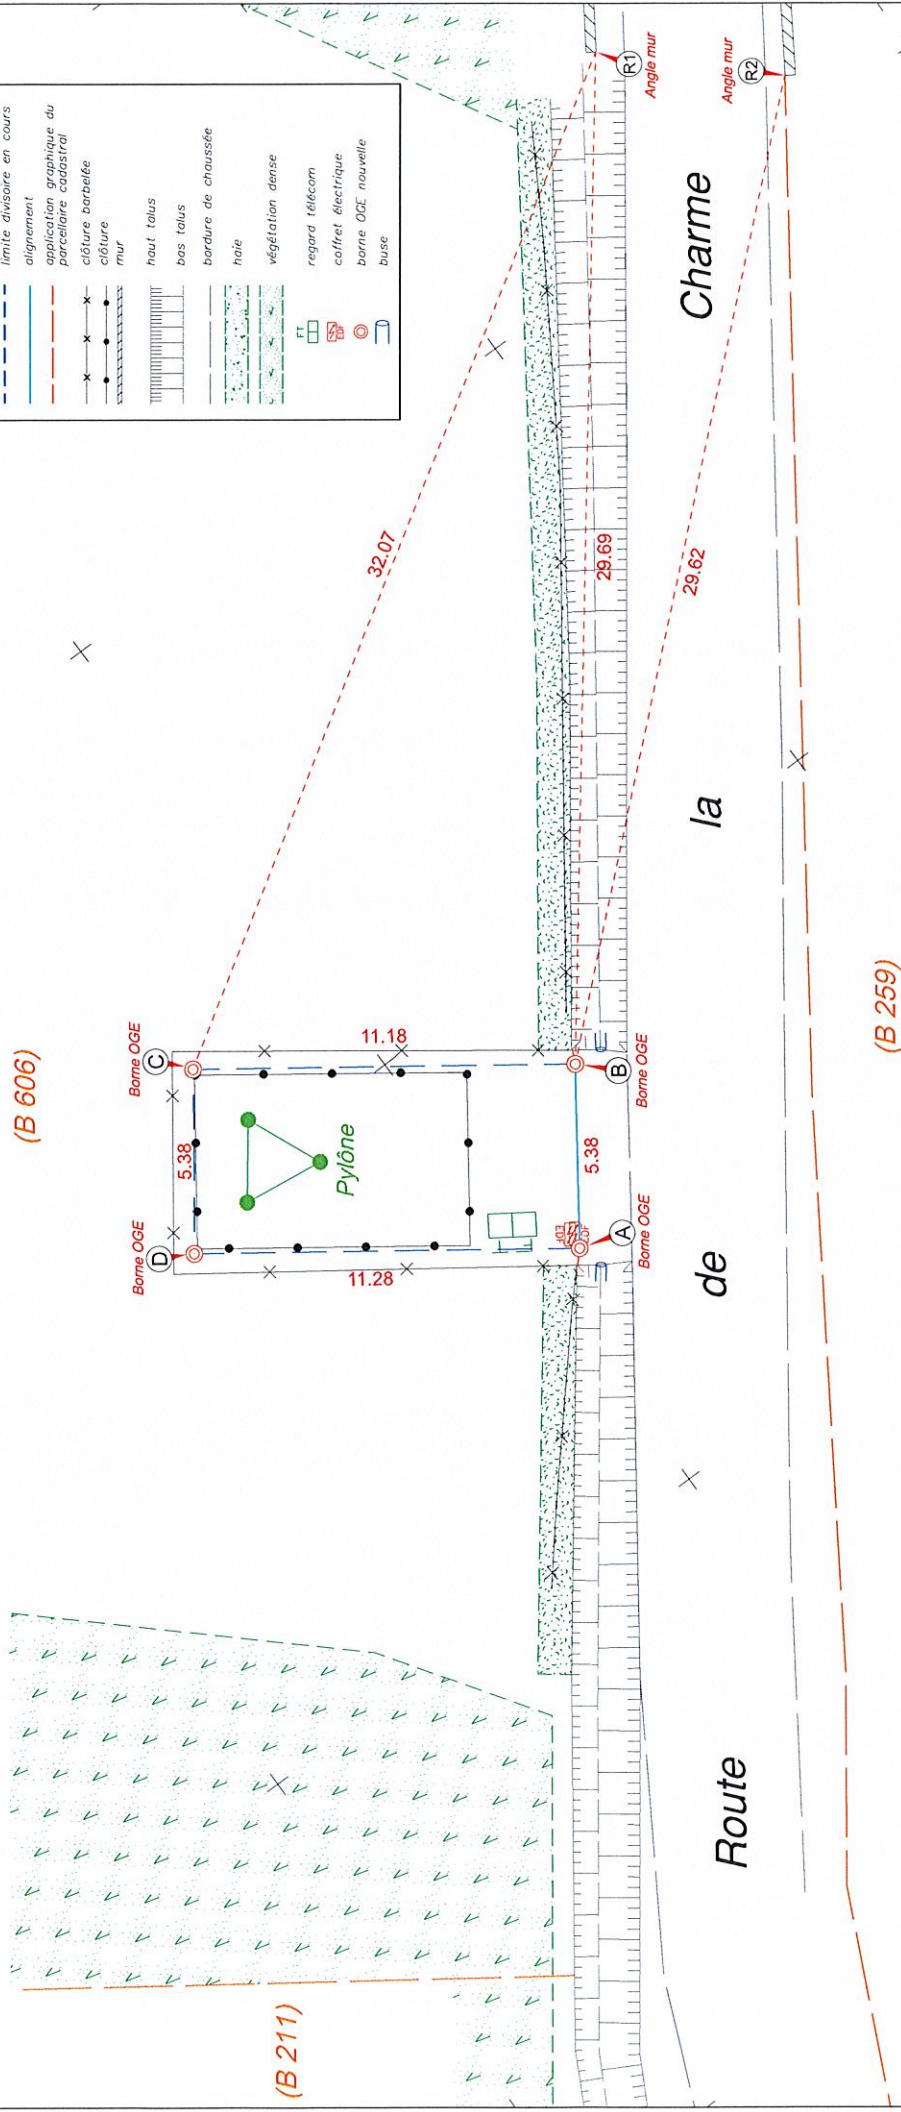 limite divisoire en cours
alignement
application graphique du
parcellaire cadastral
clôture barbelée
clôture
mur
haut talus
bas talus
bordure de chaussée
haie
végétation dense
FT
regard télécom
EDF
coffret électrique
borne OGE nouvelle
buse
(B 606)
(B 211)
(B 259)
Borne OGE
D
Borne OGE
C
5.38
11.18
11.28
Pylône
EDF
5.38
A
Borne OGE
B
Borne OGE
32.07
29.69
29.62
R1
Angle mur
Angle mur
R2
Route de la Charme